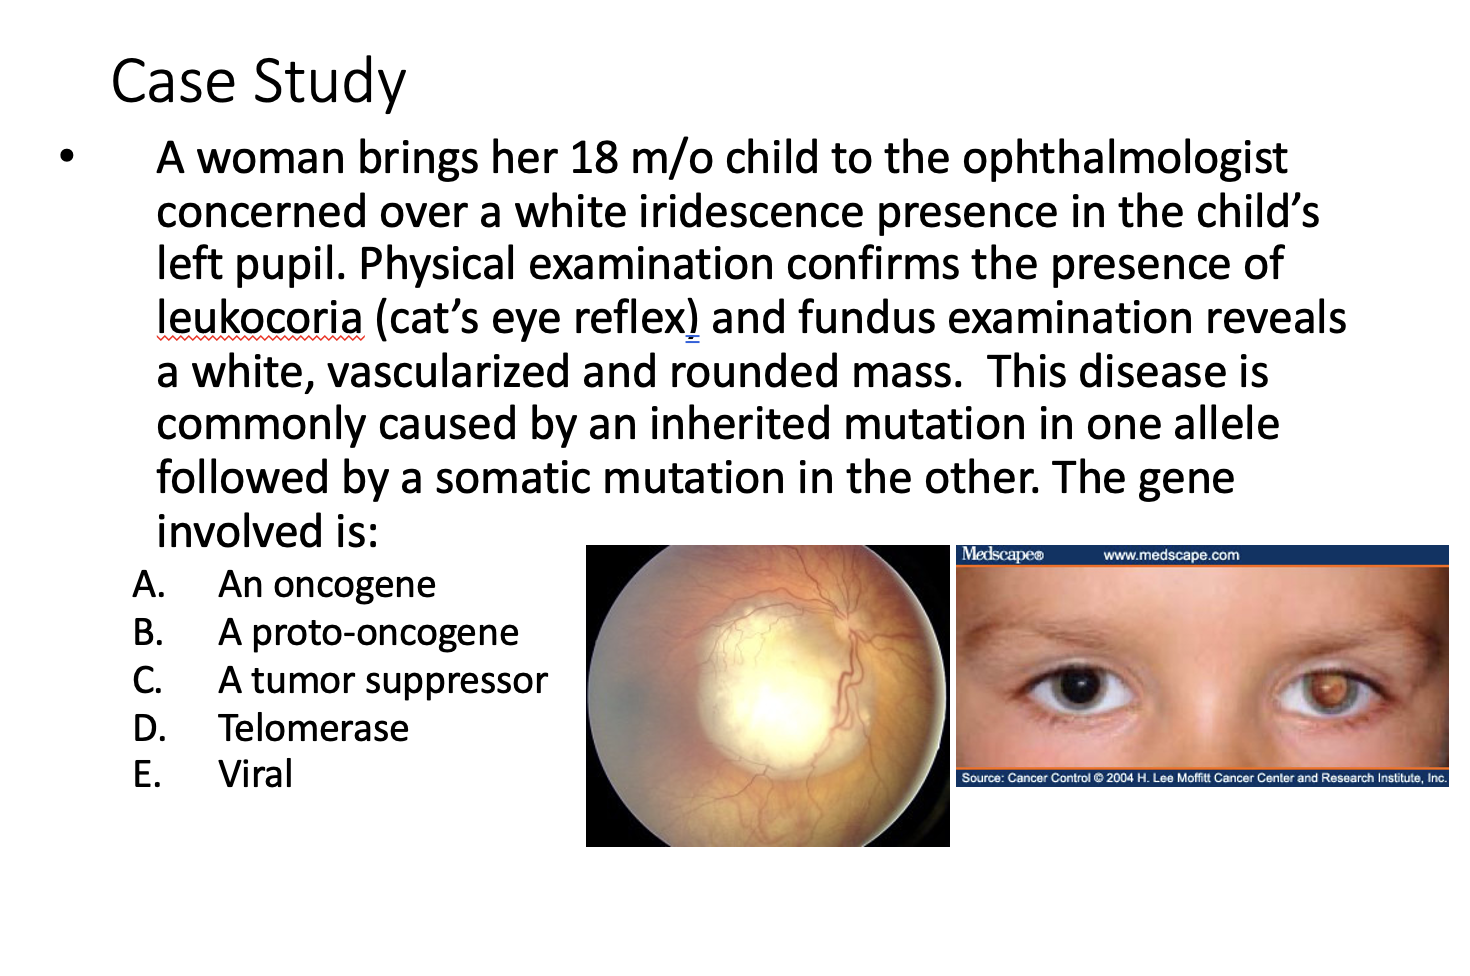 Case Study
• A woman brings her 18 m/o child to the ophthalmologist
concerned over a white iridescence presence in the child’s
left pupil. Physical examination confirms the presence of
leukocoria (cat’s eye reflex) and fundus examination reveals
a white, vascularized and rounded mass.  This disease is
commonly caused by an inherited mutation in one allele
followed by a somatic mutation in the other. The gene
involved is:
A. An oncogene
B. A proto-oncogene
C. A tumor suppressor
D. Telomerase
E. Viral
Medscape® www.medscape.com
Source: Cancer Control © 2004 H. Lee Moffitt Cancer Center and Research Institute, Inc.